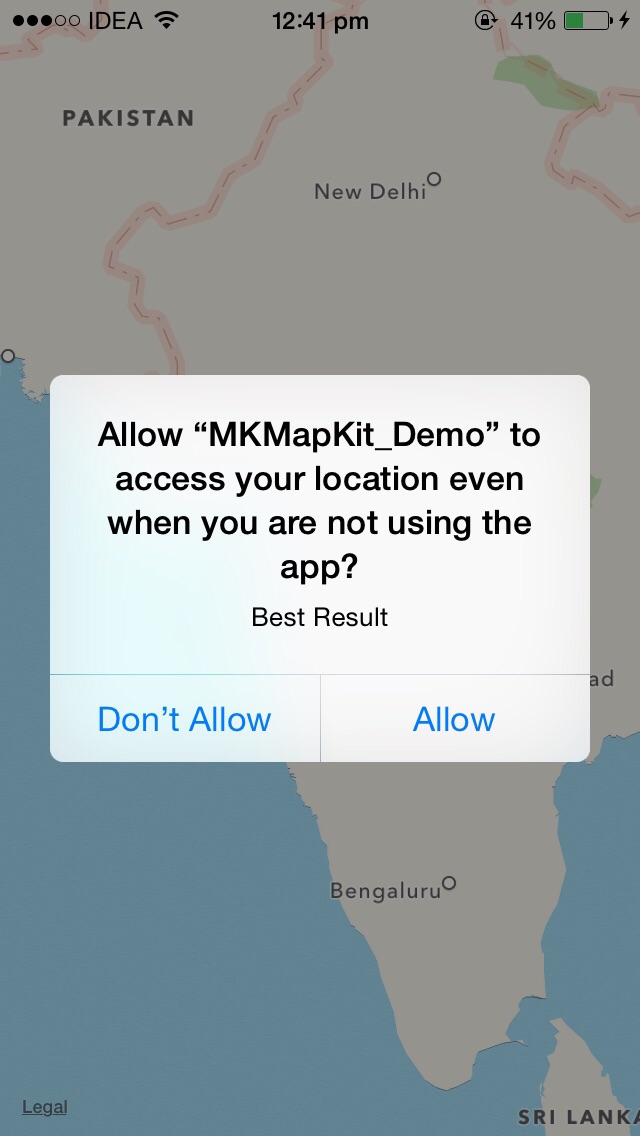 IDEA 12:41 pm 41%
PAKISTAN
New Delhi
Allow “MKMapKit_Demo” to
access your location even
when you are not using the
app?
Best Result
ad
Don’t Allow Allow
Bengaluru
Legal
SRI LANKA